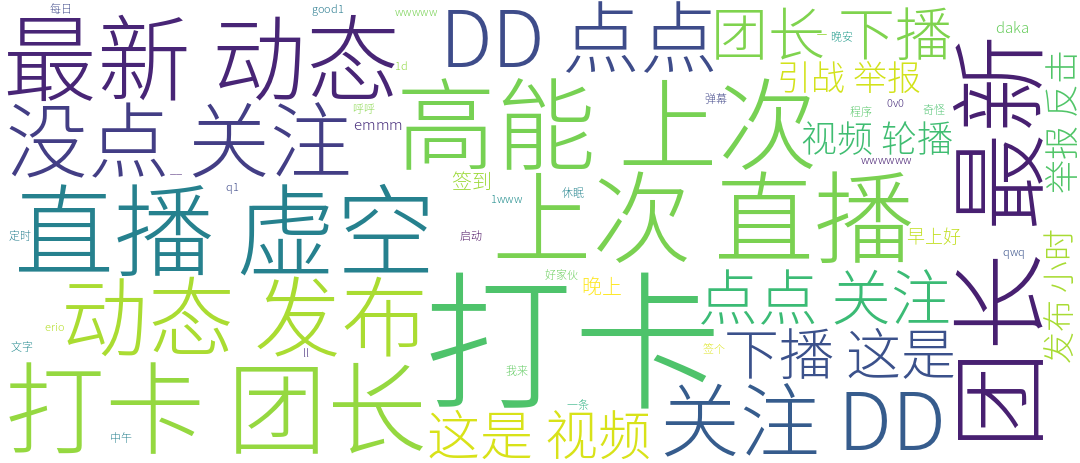 每日
good1
wwwww
最新 动态
DD 点点
团长 下播
一
晚安
daka
1d
引战 举报
没点 关注
呼呼
emmm
高能 上次
弹幕
0v0
程序
奇怪
视频 轮播
wwwwww
最新
举报 反击
一
q1
签到
1www
休眠
直播 虚空
上次 直播
定时
启动
早上好
qwq
好家伙
晚上
动态 发布
打卡
点点 关注
团长
发布 小时
erio
文字
ll
签个
下播 这是
我来
打卡 团长
一条
中午
这是 视频
关注 DD